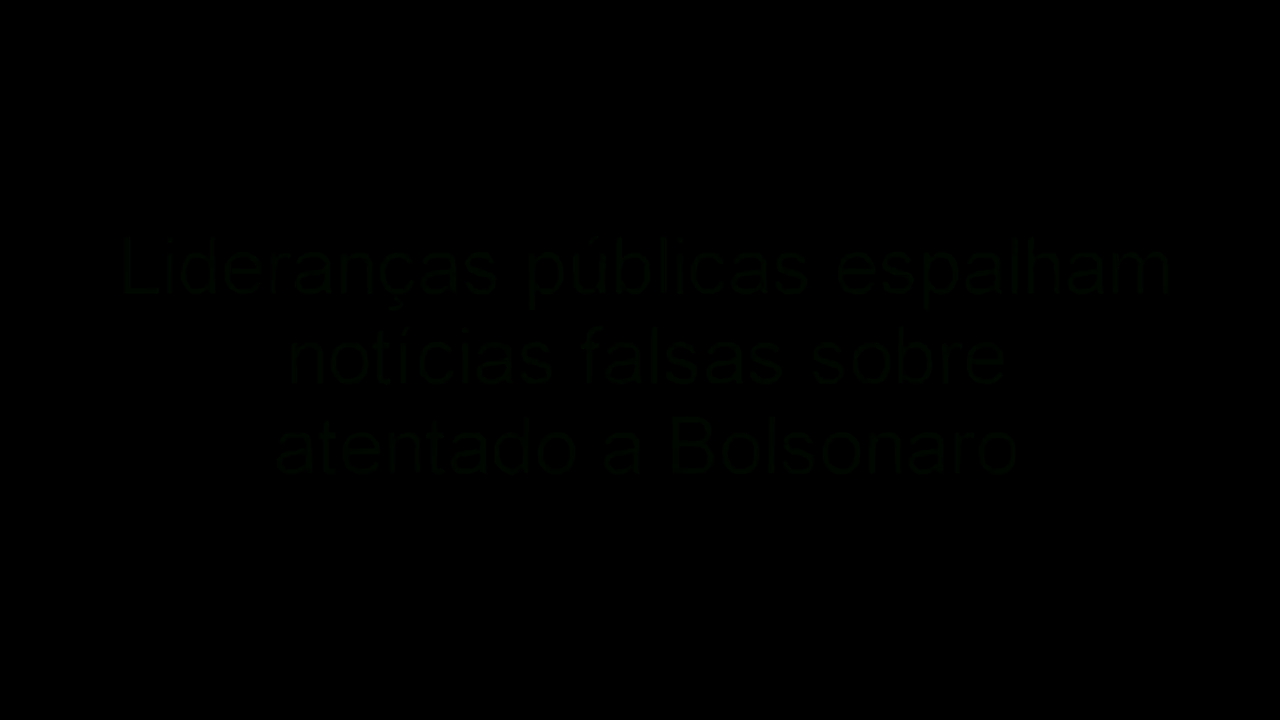 Lideranças públicas espalham
notícias falsas sobre
atentado a Bolsonaro